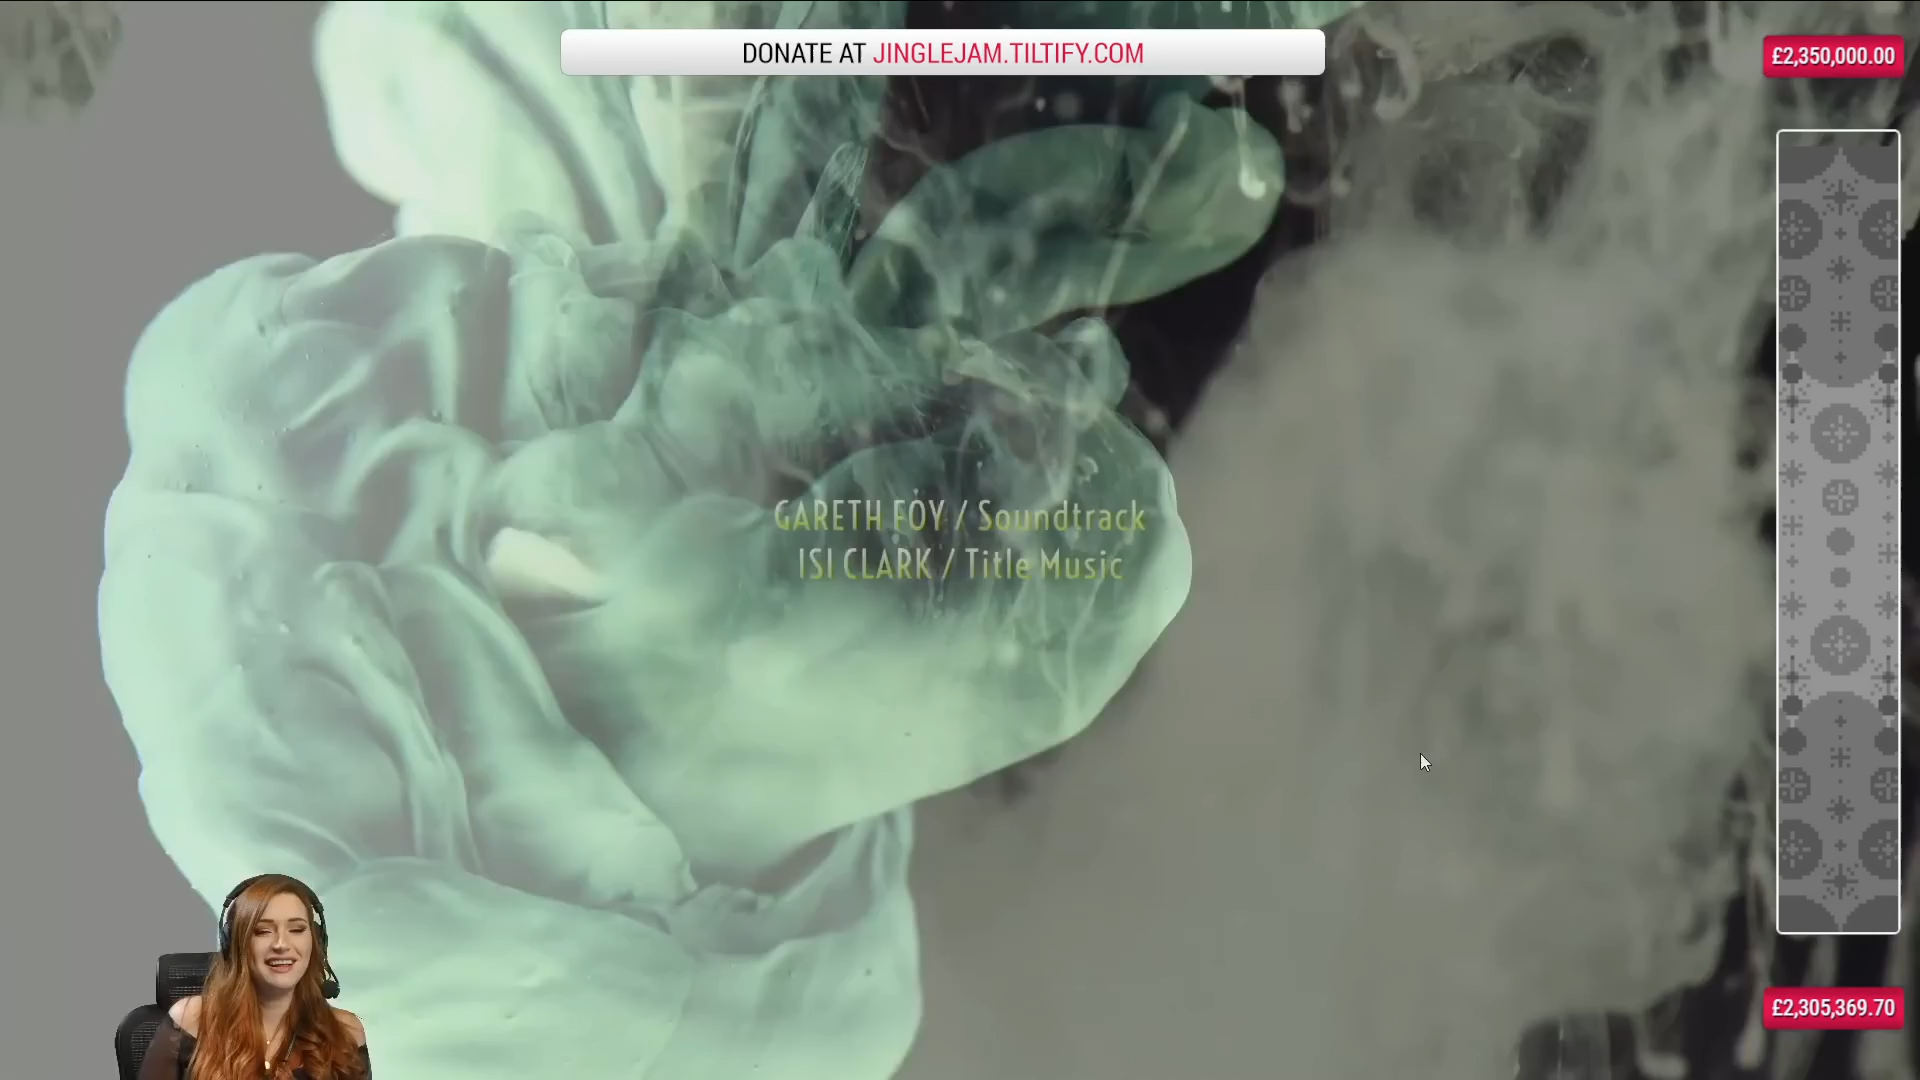 DONATE AT JINGLEJAM.TILTIFY.COM
£2,350,000.00
GARETH FOY / Soundtrack
ISI CLARK / Title Music
£2,305,369.70